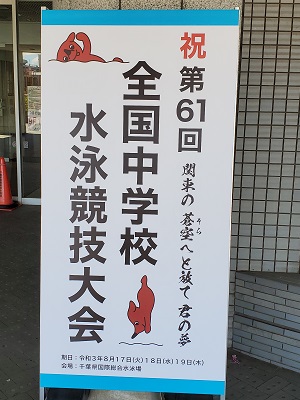 祝 第61回
関東の 蒼空へと放て 君の夢
そら
全国中学校
水泳競技大会
期日：令和3年8月17日(火)18日(水)19日(木)
会場：千葉県国際総合水泳場